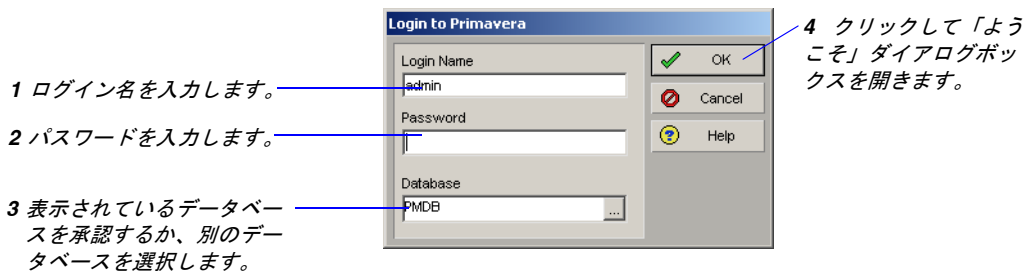 Login to Primavera
4 クリックして「よう
こそ」ダイアログボッ
クスを開きます。
Login Name
OK
1 ログイン名を入力します。
admin
Cancel
Password
2 パスワードを入力します。
Help
Database
3 表示されているデータベー
スを承認するか、別のデー
タベースを選択します。
PMDB
...